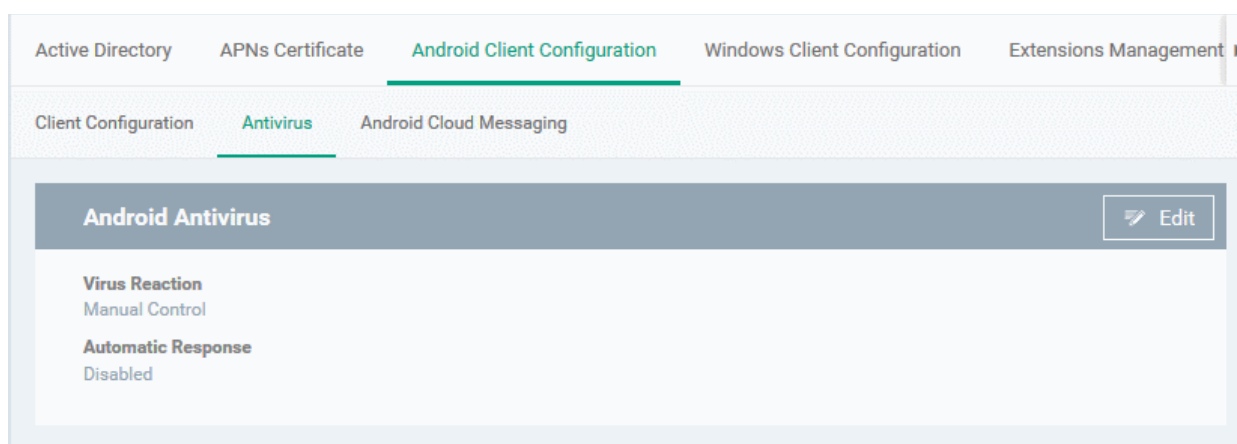 Active Directory APNs Certificate Android Client Configuration Windows Client Configuration Extensions Management
Client Configuration Antivirus Android Cloud Messaging
Android Antivirus Edit
Virus Reaction
Manual Control
Automatic Response
Disabled